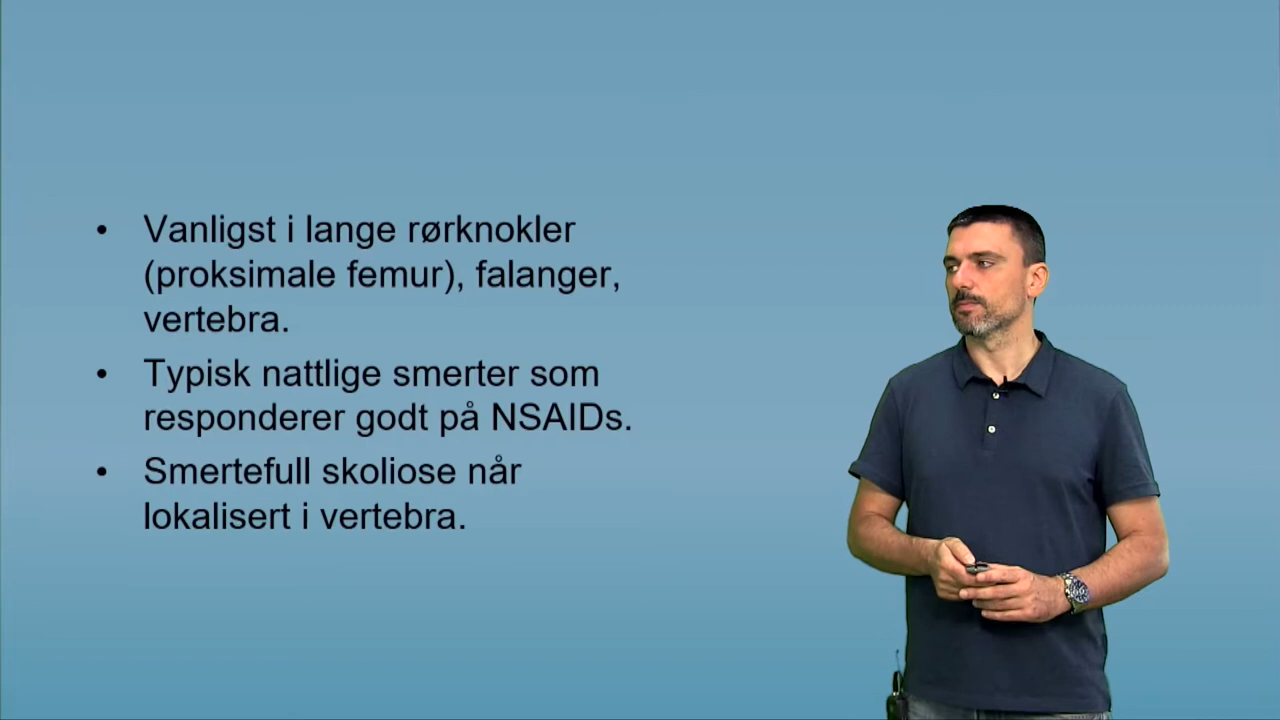 • Vanligst i lange rørknokler
(proksimale femur), falanger,
vertebra.
• Typisk nattlige smerter som
responderer godt på NSAIDs.
• Smertefull skoliose når
lokalisert i vertebra.